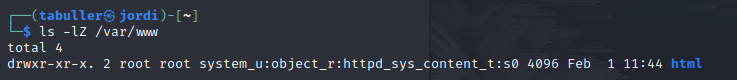 ┌──(tabuller㉿jordi)-[~]
└─$ ls -lZ /var/www
total 4
drwxr-xr-x. 2 root root system_u:object_r:httpd_sys_content_t:s0 4096 Feb  1 11:44 html